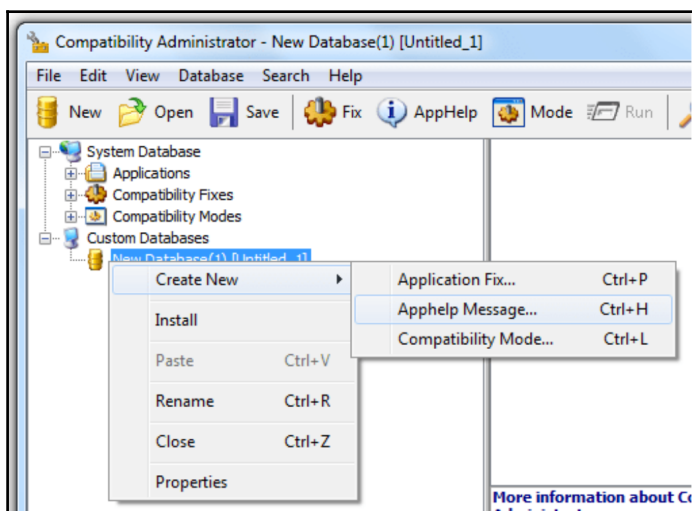 Compatibility Administrator - New Database(1) [Untitled_1]
File Edit View Database Search Help
New Open Save Fix AppHelp Mode Run
System Database
Applications
Compatibility Fixes
Compatibility Modes
Custom Databases
New Database(1) [Untitled_1]
Create New
Install
Paste Ctrl+V
Rename Ctrl+R
Close Ctrl+Z
Properties
Application Fix... Ctrl+P
Apphelp Message... Ctrl+H
Compatibility Mode... Ctrl+L
More information about